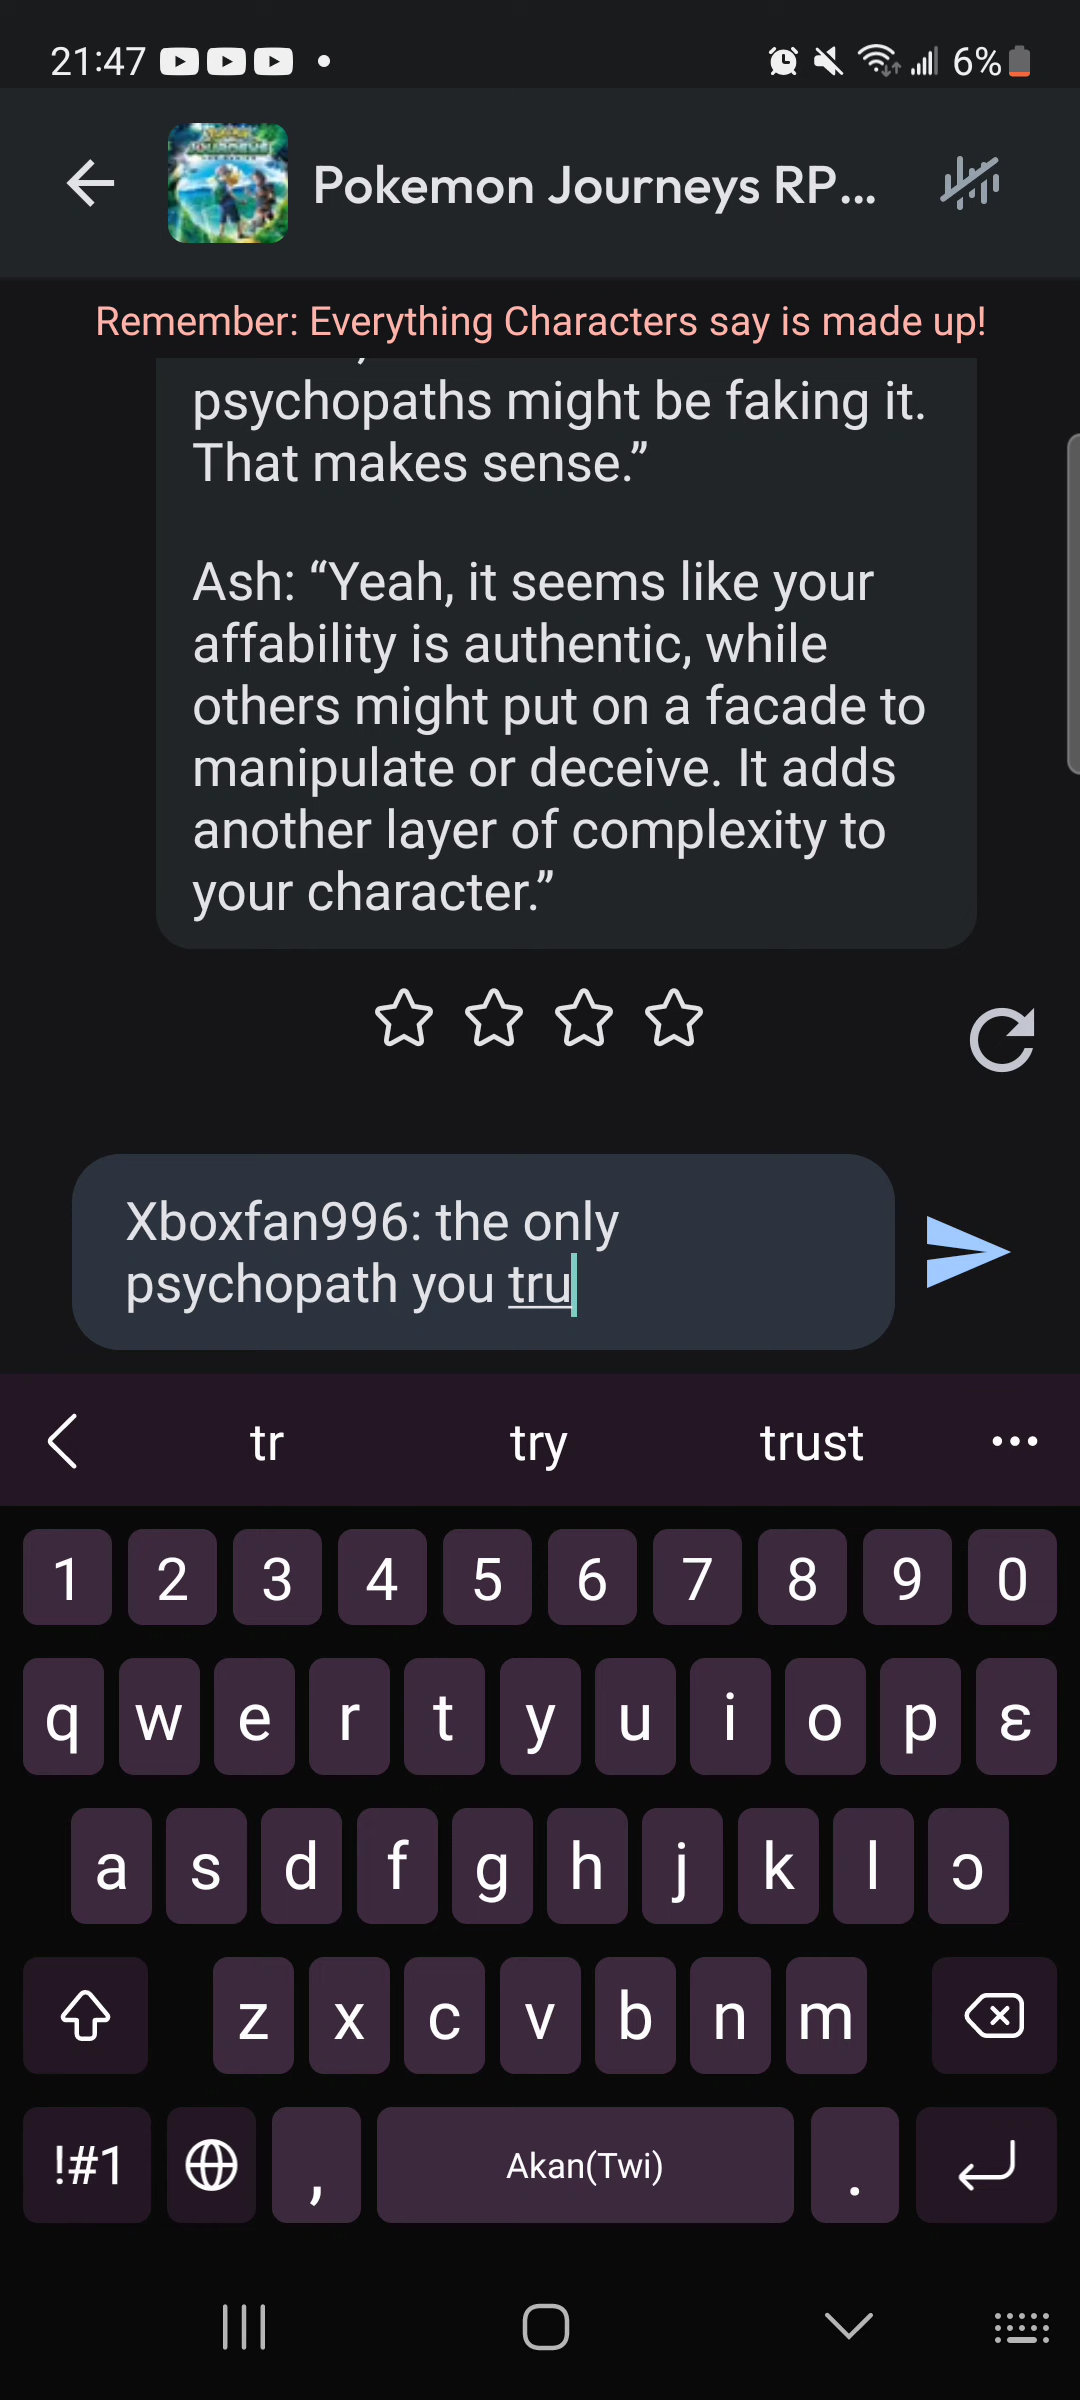 21:47
6%
Pokemon Journeys RP...
Remember: Everything Characters say is made up!
psychopaths might be faking it.
That makes sense.”
Ash: “Yeah, it seems like your
affability is authentic, while
others might put on a facade to
manipulate or deceive. It adds
another layer of complexity to
your character.”
Xboxfan996: the only
psychopath you tru
tr try trust
1 2 3 4 5 6 7 8 9 0
q w e r t y u i o p ɛ
a s d f g h j k l ɔ
z x c v b n m
!#1 , Akan(Twi) .